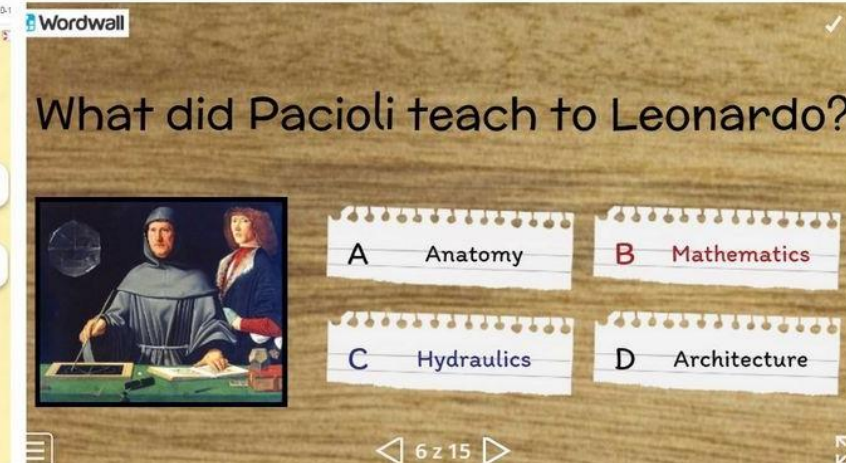 Wordwall
What did Pacioli teach to Leonardo?
A Anatomy
B Mathematics
C Hydraulics
D Architecture
6 z 15